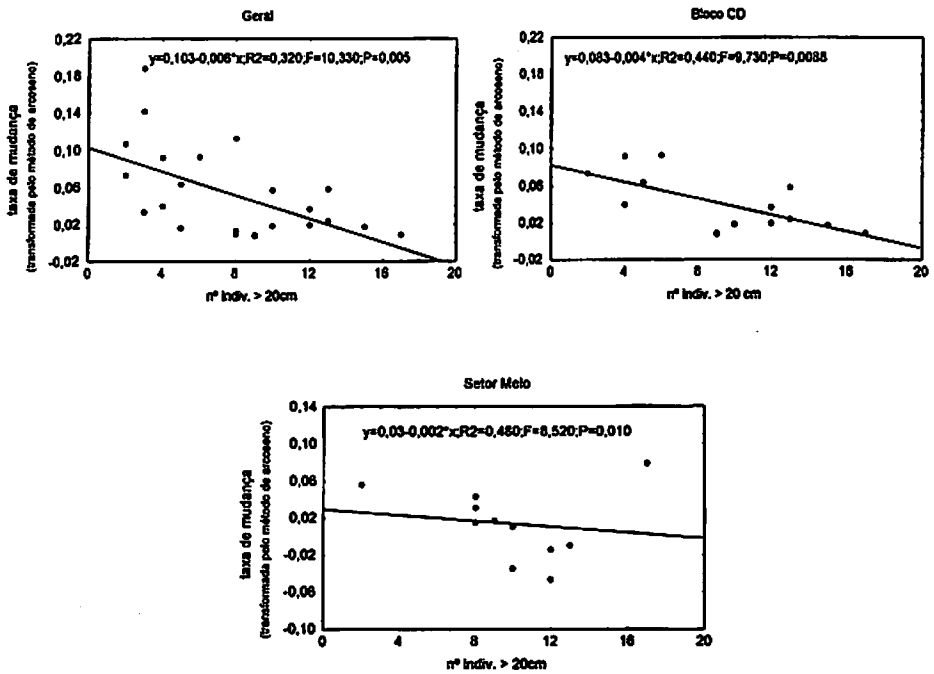 Geral
0,22
0,18
0,14
0,10
0,06
0,02
-0,02
taxa de mudança
(transformada pelo método de arcoseno)
y=0,103-0,006*x;R2=0,320;F=10,330;P=0,005
0 4 8 12 16 20
nº Indiv. > 20cm
Bloco CD
0,22
0,18
0,14
0,10
0,06
0,02
-0,02
taxa de mudança
(transformada pelo método de arcoseno)
y=0,083-0,004*x;R2=0,440;F=9,730;P=0,0088
0 4 8 12 16 20
nº Indiv. > 20 cm
Setor Meio
0,14
0,10
0,06
0,02
-0,02
-0,06
-0,10
taxa de mudança
(transformada pelo método de arcoseno)
y=0,03-0,002*x;R2=0,480;F=8,520;P=0,010
0 4 8 12 16 20
nº Indiv. > 20cm